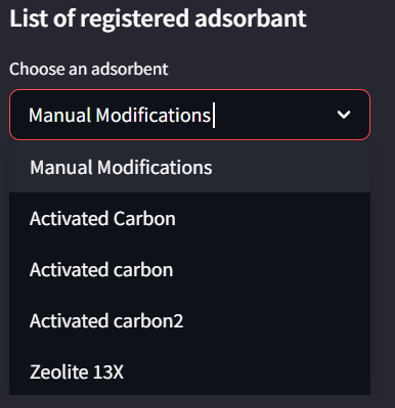 List of registered adsorbant
Choose an adsorbent
Manual Modifications
Manual Modifications
Activated Carbon
Activated carbon
Activated carbon2
Zeolite 13X